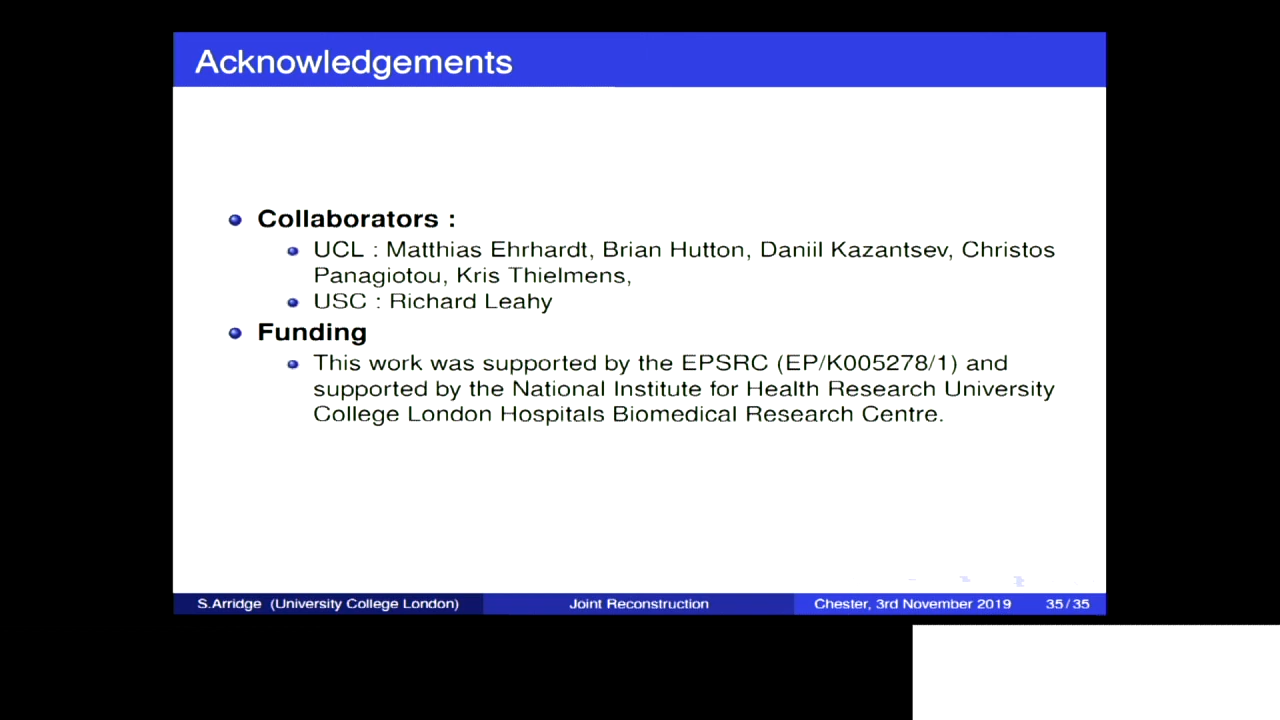 Acknowledgements
Collaborators :
UCL : Matthias Ehrhardt, Brian Hutton, Daniil Kazantsev, Christos
Panagiotou, Kris Thielmens,
USC : Richard Leahy
Funding
This work was supported by the EPSRC (EP/K005278/1) and
supported by the National Institute for Health Research University
College London Hospitals Biomedical Research Centre.
S.Arridge (University College London) Joint Reconstruction Chester, 3rd November 2019 35/35